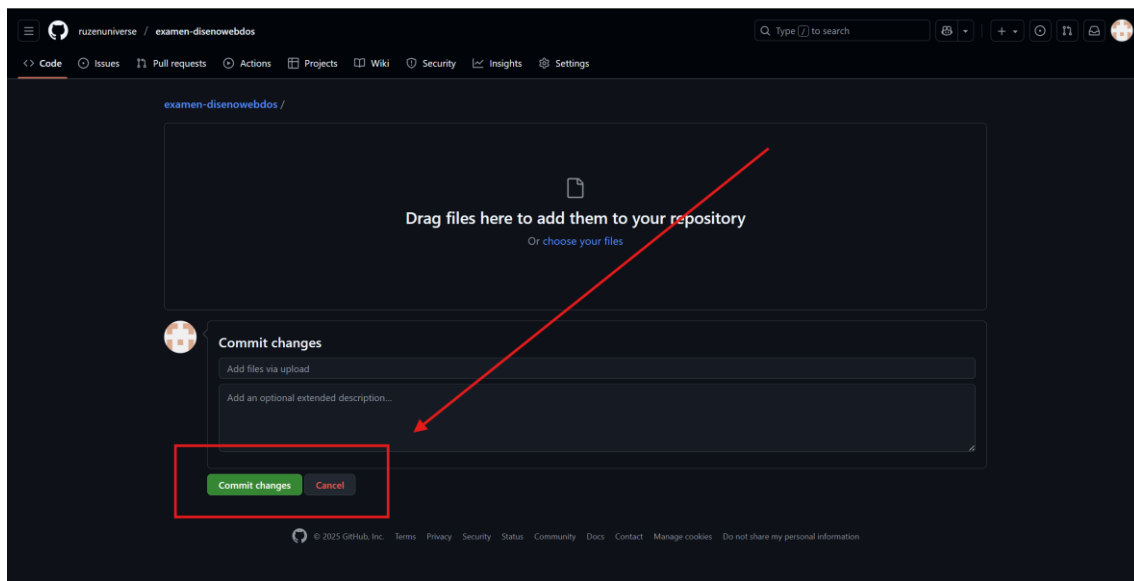 ruzenuniverse / examen-disenowebdos
Type / to search
Code Issues Pull requests Actions Projects Wiki Security Insights Settings
examen-disenowebdos /
Drag files here to add them to your repository
Or choose your files
Commit changes
Add files via upload
Add an optional extended description...
Commit changes Cancel
© 2025 GitHub, Inc. Terms Privacy Security Status Community Docs Contact Manage cookies Do not share my personal information